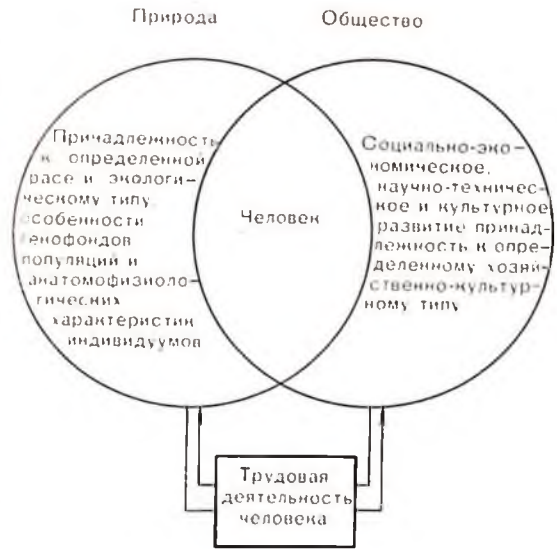 Природа
Общество
Причадлежность
к определенной
расе и экологи-
ческому типу
особенности
генофондов
популяций и
анатомофизиоло-
гических
характеристик
индивидуумов
Человек
Социально-эко-
номическое,
научно-техничес-
кое и культурное
развитие принад-
лежность к опре-
деленному хозяй-
ственно-культур-
ному типу
Трудовая
деятельность
человека